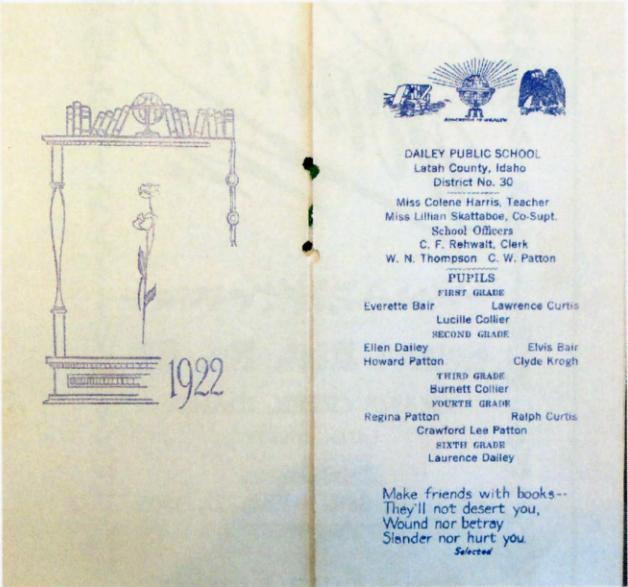 1922
DAILEY PUBLIC SCHOOL
Latah County, Idaho
District No. 30
Miss Colene Harris, Teacher
Miss Lillian Skattaboe, Co-Supt.
School Officers
C. F. Rehwalt, Clerk
W. N. Thompson C. W. Patton
PUPILS
FIRST GRADE
Everette Bair Lawrence Curtis
Lucille Collier
SECOND GRADE
Ellen Dailey Elvis Bair
Howard Patton Clyde Krogh
THIRD GRADE
Burnett Collier
FOURTH GRADE
Regina Patton Ralph Curtis
Crawford Lee Patton
SIXTH GRADE
Laurence Dailey
Make friends with books--
They'll not desert you,
Wound nor betray
Slander nor hurt you.
Selected